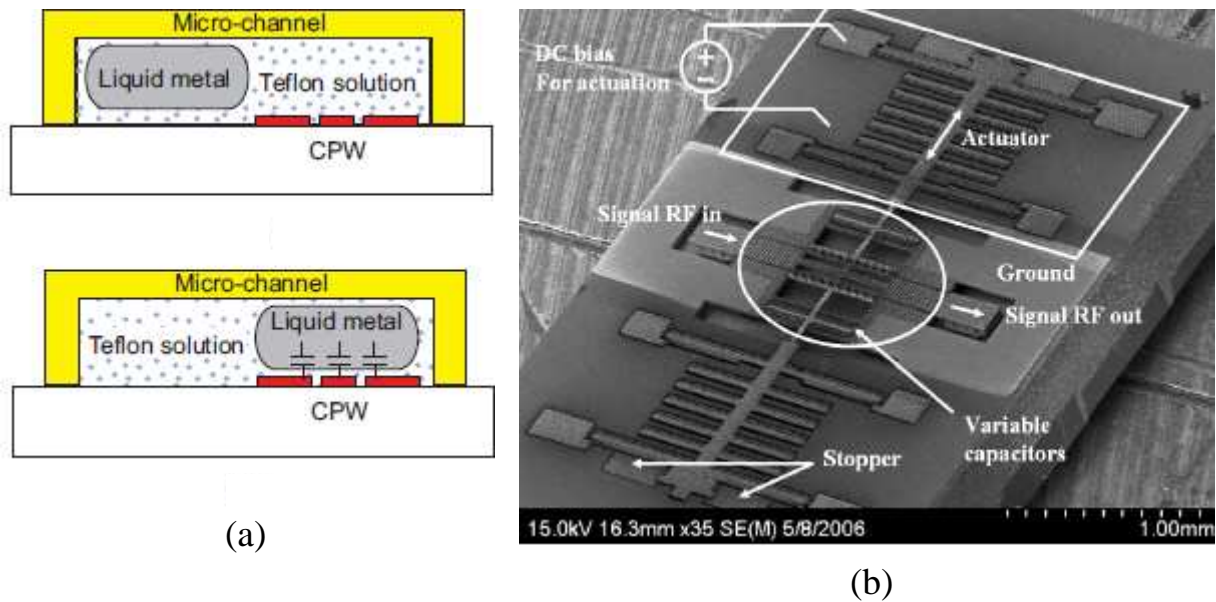 Micro-channel
Liquid metal
Teflon solution
CPW
Micro-channel
Liquid metal
Teflon solution
CPW
(a)
DC bias
For actuation
+
−
Actuator
Signal RF in
Ground
Signal RF out
Variable
capacitors
Stopper
15.0kV 16.3mm x35 SE(M) 5/8/2006
1.00mm
(b)